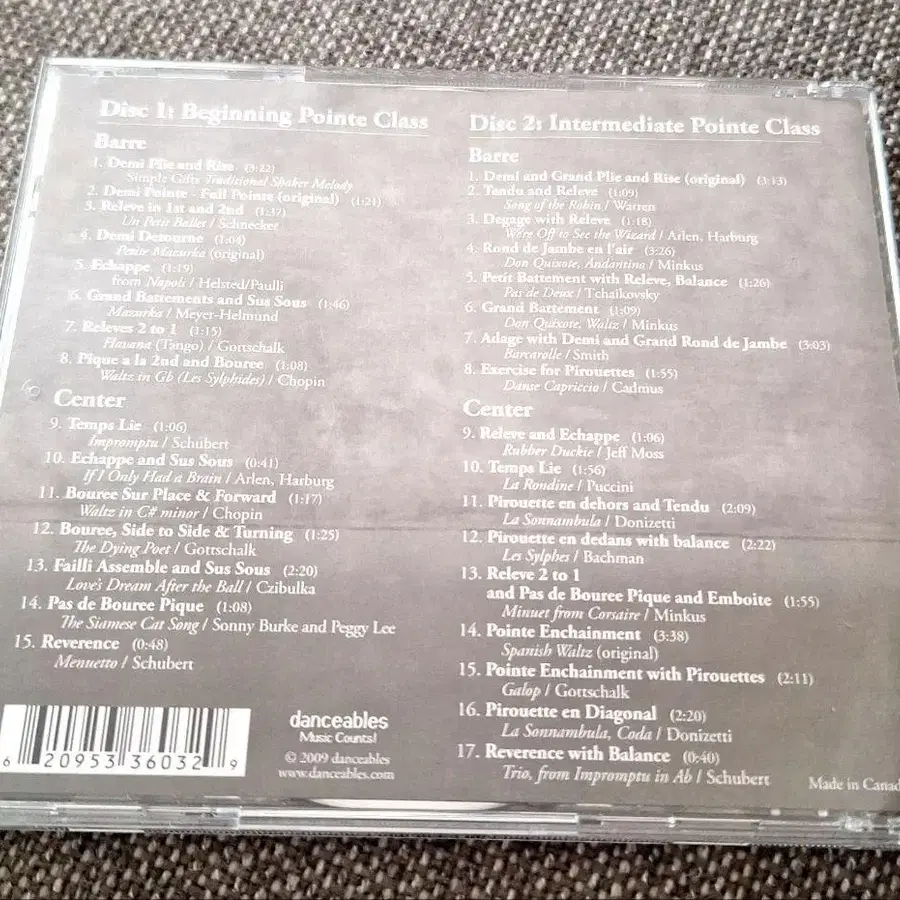 Disc 1: Beginning Pointe Class
Barre
1. Demi Plie and Rise (3:22)
Simple Gifts Traditional Shaker Melody
2. Demi Pointe - Full Pointe (original) (1:21)
3. Releve in 1st and 2nd (1:37)
Un Petit Ballet / Schnecker
4. Demi Detourne (1:04)
Petite Mazurka (original)
5. Echappe (1:19)
from Napoli / Helsted/Paulli
6. Grand Battements and Sus Sous (1:46)
Mazurka / Meyer-Helmund
7. Releves 2 to 1 (1:15)
Havana (Tango) / Gottschalk
8. Pique a la 2nd and Bouree (1:08)
Waltz in Gb (Les Sylphides) / Chopin
Center
9. Temps Lie (1:06)
Impromptu / Schubert
10. Echappe and Sus Sous (0:41)
If I Only Had a Brain / Arlen, Harburg
11. Bouree Sur Place & Forward (1:17)
Waltz in C# minor / Chopin
12. Bouree, Side to Side & Turning (1:25)
The Dying Poet / Gottschalk
13. Failli Assemble and Sus Sous (2:20)
Love's Dream After the Ball / Czibulka
14. Pas de Bouree Pique (1:08)
The Siamese Cat Song / Sonny Burke and Peggy Lee
15. Reverence (0:48)
Menuetto / Schubert
6 20953 36032 9
danceables
Music Counts!
© 2009 danceables
www.danceables.com
Disc 2: Intermediate Pointe Class
Barre
1. Demi and Grand Plie and Rise (original) (3:13)
2. Tendu and Releve (1:09)
Song of the Robin / Warren
3. Degage with Releve (1:18)
We're Off to See the Wizard / Arlen, Harburg
4. Rond de Jambe en l'air (3:26)
Don Quixote, Andantino / Minkus
5. Petit Battement with Releve, Balance (1:26)
Pas de Deux / Tchaikovsky
6. Grand Battement (1:09)
Don Quixote, Waltz / Minkus
7. Adage with Demi and Grand Rond de Jambe (3:03)
Barcarolle / Smith
8. Exercise for Pirouettes (1:55)
Danse Capriccio / Cadmus
Center
9. Releve and Echappe (1:06)
Rubber Duckie / Jeff Moss
10. Temps Lie (1:56)
La Rondine / Puccini
11. Pirouette en dehors and Tendu (2:09)
La Sonnambula / Donizetti
12. Pirouette en dedans with balance (2:22)
Les Sylphes / Bachman
13. Releve 2 to 1
and Pas de Bouree Pique and Emboite (1:55)
Minuet from Corsaire / Minkus
14. Pointe Enchainment (3:38)
Spanish Waltz (original)
15. Pointe Enchainment with Pirouettes (2:11)
Galop / Gottschalk
16. Pirouette en Diagonal (2:20)
La Sonnambula, Coda / Donizetti
17. Reverence with Balance (0:40)
Trio, from Impromptu in Ab / Schubert
Made in Canad